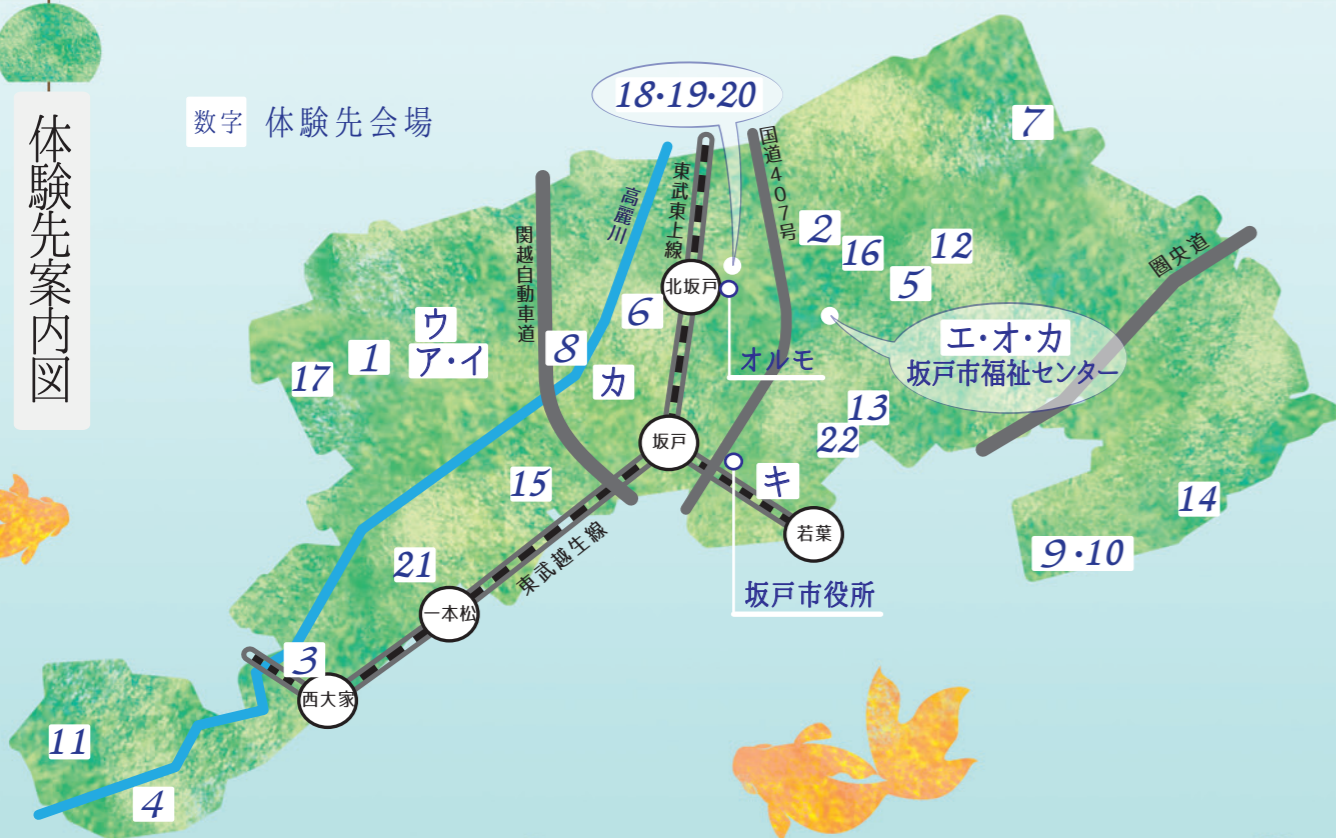 体験先案内図
数字 体験先会場
18・19・20
7
国道407号
東武東上線
高麗川
関越自動車道
2
16
12
5
圏央道
北坂戸
6
オルモ
エ・オ・カ
坂戸市福祉センター
ウ
ア・イ
1
17
8
カ
13
22
坂戸
キ
15
若葉
14
9・10
東武越生線
21
一本松
坂戸市役所
3
西大家
11
4